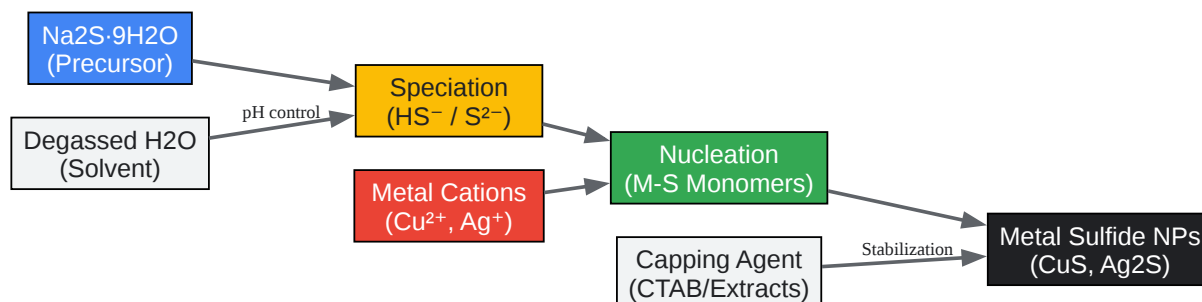 Na2S·9H2O
(Precursor)
Degassed H2O
(Solvent)
pH control
Speciation
(HS⁻ / S²⁻)
Metal Cations
(Cu²⁺, Ag⁺)
Nucleation
(M-S Monomers)
Capping Agent
(CTAB/Extracts)
Stabilization
Metal Sulfide NPs
(CuS, Ag2S)